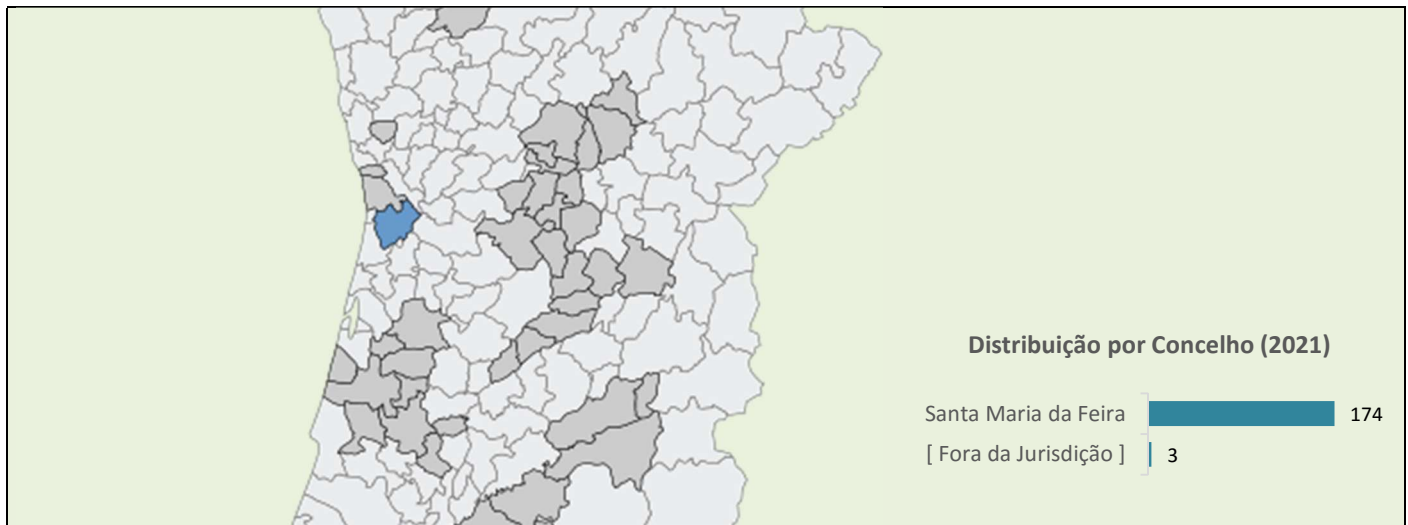 Distribuição por Concelho (2021)
Santa Maria da Feira 174
[ Fora da Jurisdição ] 3